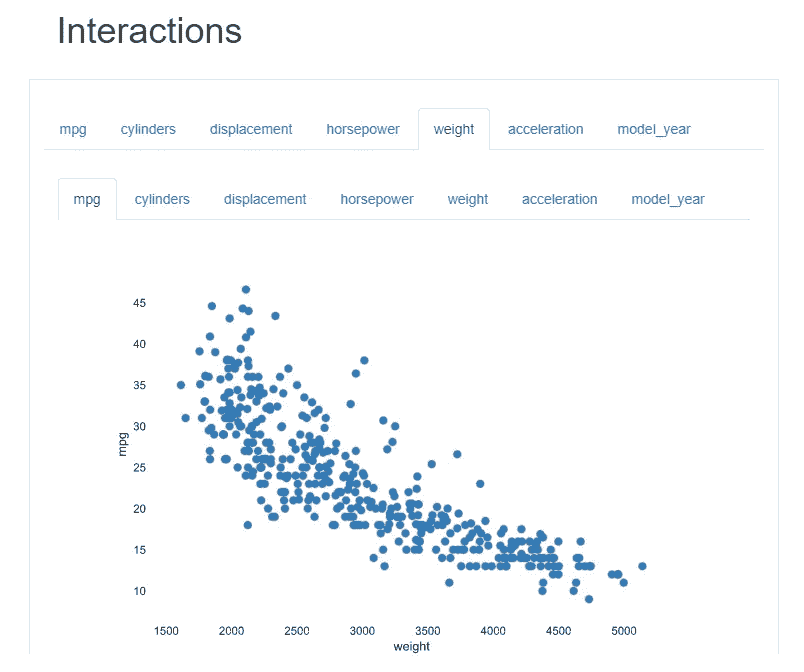 Interactions
mpg cylinders displacement horsepower weight acceleration model_year
mpg cylinders displacement horsepower weight acceleration model_year
45
40
35
30
mpg
25
20
15
10
1500 2000 2500 3000 3500 4000 4500 5000
weight